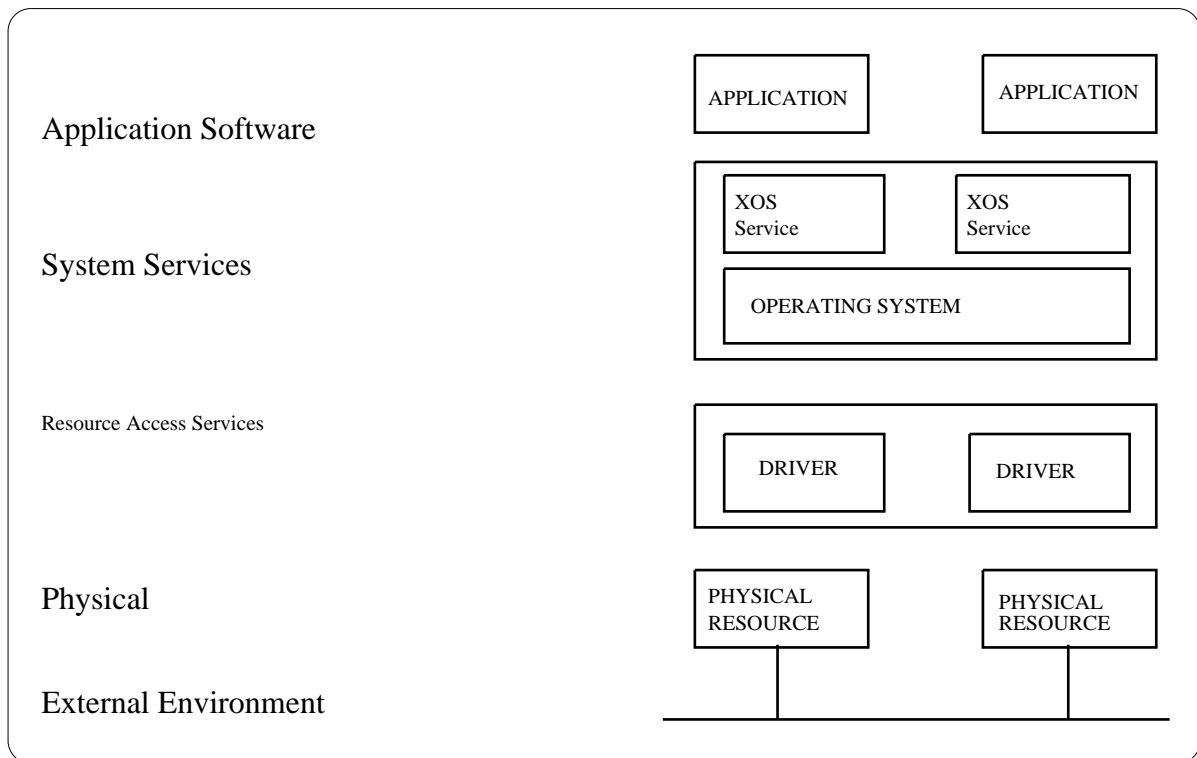 APPLICATION
APPLICATION
Application Software
XOS
Service
XOS
Service
System Services
OPERATING SYSTEM
Resource Access Services
DRIVER
DRIVER
Physical
PHYSICAL
RESOURCE
PHYSICAL
RESOURCE
External Environment